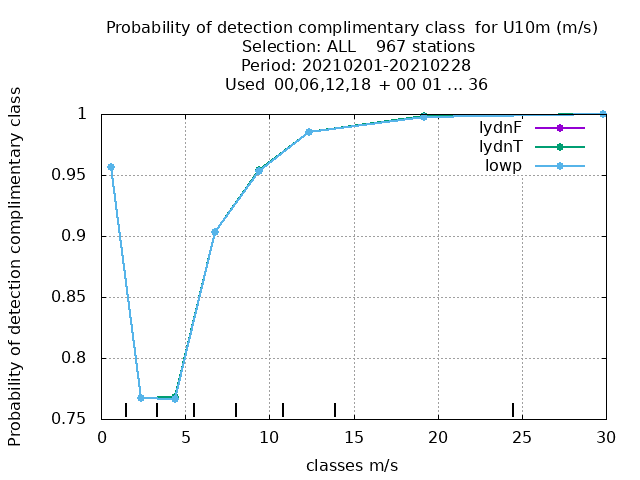 Probability of detection complimentary class  for U10m (m/s)
Selection: ALL    967 stations
Period: 20210201-20210228
Used  00,06,12,18  + 00 01 ... 36
Probability of detection complimentary class
1
0.95
0.9
0.85
0.8
0.75
lydnF
lydnT
lowp
0 5 10 15 20 25 30
classes m/s